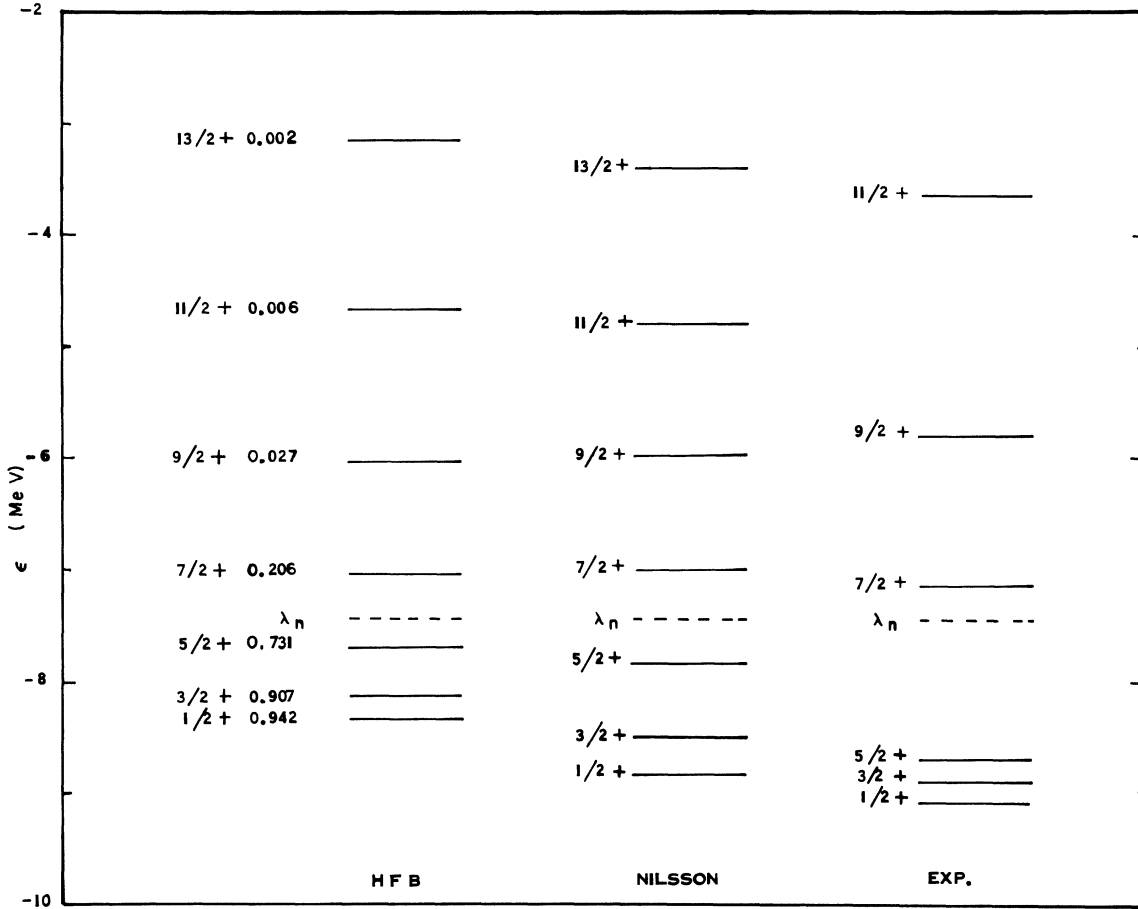 -2
13/2 + 0.002
13/2 +
11/2 +
-4
11/2 + 0.006
11/2 +
9/2 +
-6
9/2 + 0.027
9/2 +
ϵ (Me V)
7/2 + 0.206
7/2 +
7/2 +
λn
λn
λn
5/2 + 0.731
5/2 +
-8
3/2 + 0.907
1/2 + 0.942
3/2 +
1/2 +
5/2 +
3/2 +
1/2 +
H F B
NILSSON
EXP.
-10